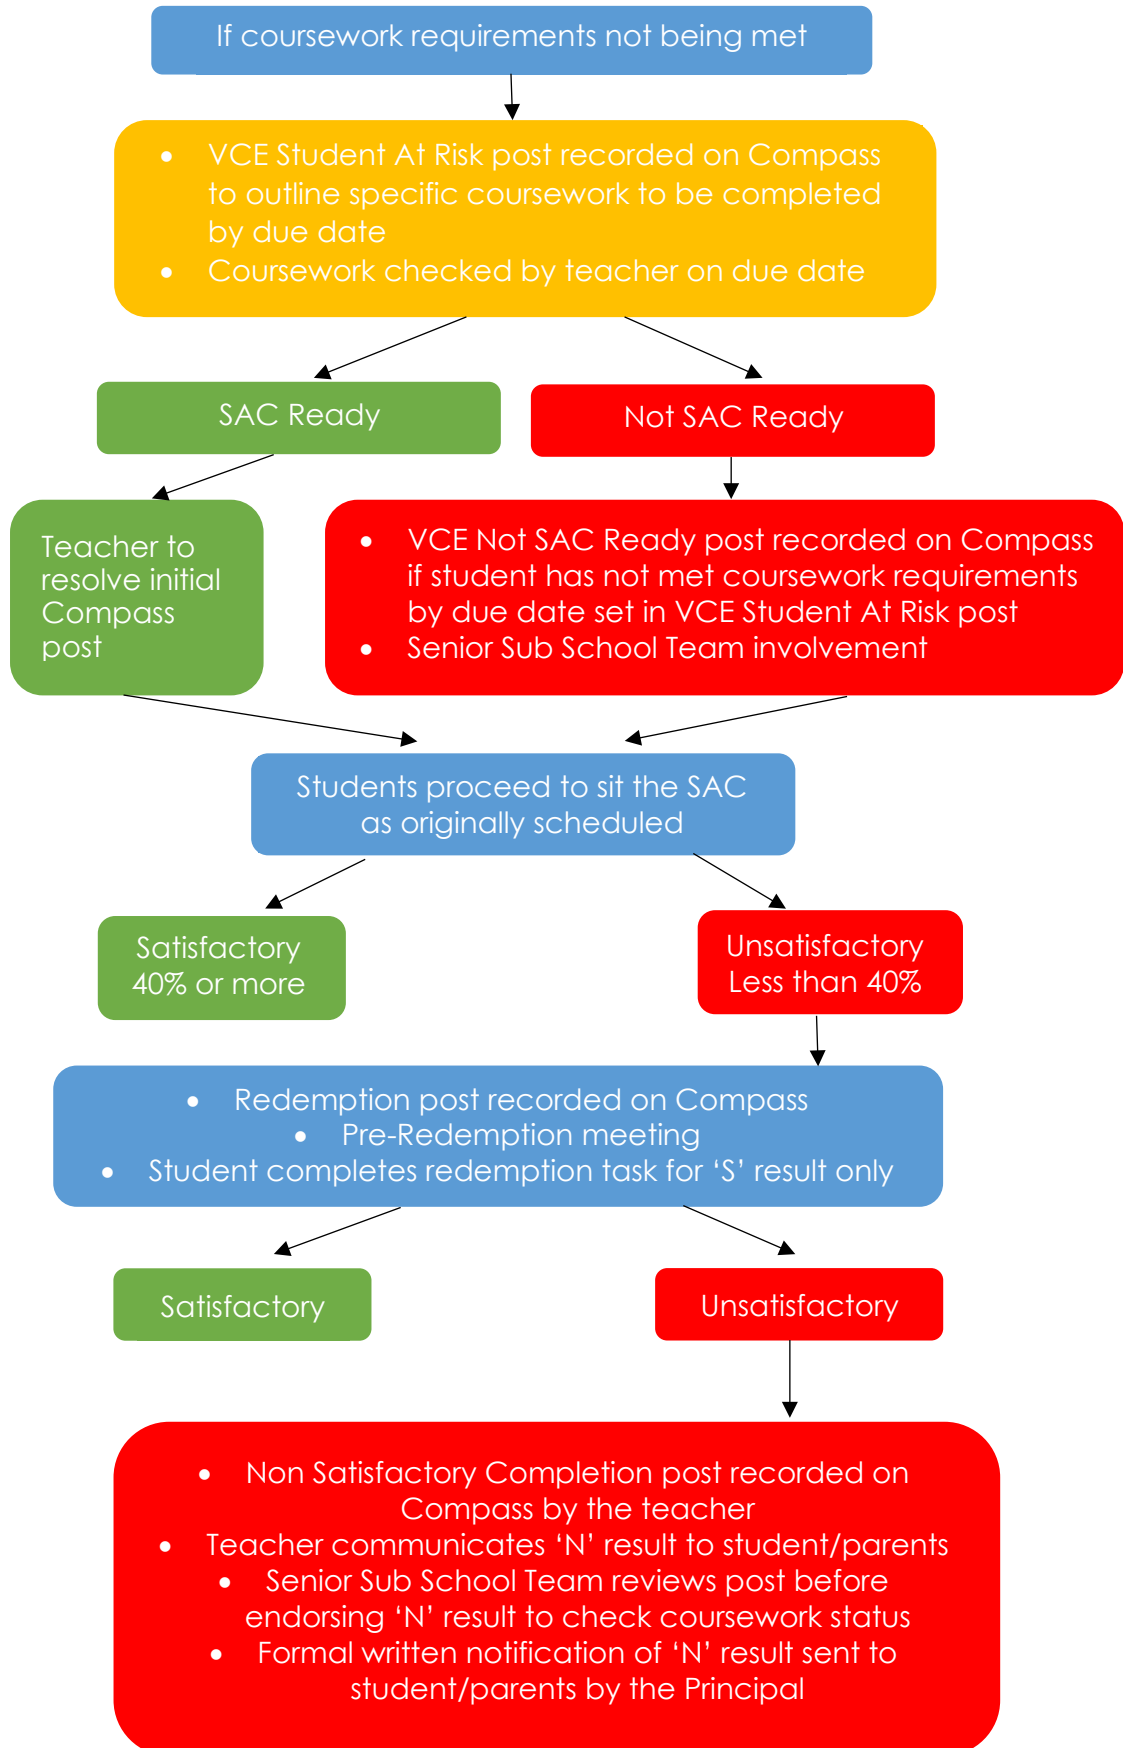 If coursework requirements not being met
• VCE Student At Risk post recorded on Compass
to outline specific coursework to be completed
by due date
• Coursework checked by teacher on due date
SAC Ready
Not SAC Ready
Teacher to
resolve initial
Compass
post
• VCE Not SAC Ready post recorded on Compass
if student has not met coursework requirements
by due date set in VCE Student At Risk post
• Senior Sub School Team involvement
Students proceed to sit the SAC
as originally scheduled
Satisfactory
40% or more
Unsatisfactory
Less than 40%
• Redemption post recorded on Compass
• Pre-Redemption meeting
• Student completes redemption task for ‘S’ result only
Satisfactory
Unsatisfactory
• Non Satisfactory Completion post recorded on
Compass by the teacher
• Teacher communicates ‘N’ result to student/parents
• Senior Sub School Team reviews post before
endorsing ‘N’ result to check coursework status
• Formal written notification of ‘N’ result sent to
student/parents by the Principal